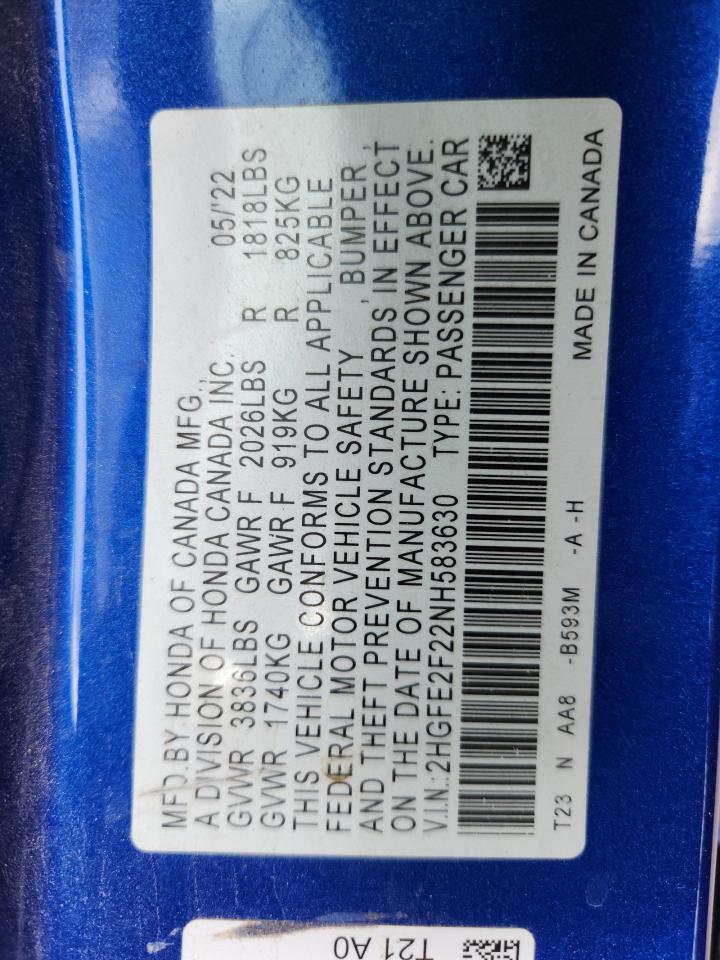 MFD.BY HONDA OF CANADA MFG.,
A DIVISION OF HONDA CANADA INC. 05/'22
GVWR 3836LBS GAWR F 2026LBS R 1818LBS
GVWR 1740KG GAWR F 919KG R 825KG
THIS VEHICLE CONFORMS TO ALL APPLICABLE
FEDERAL MOTOR VEHICLE SAFETY , BUMPER ,
AND THEFT PREVENTION STANDARDS IN EFFECT
ON THE DATE OF MANUFACTURE SHOWN ABOVE.
V.I.N.:2HGFE2F22NH583630 TYPE: PASSENGER CAR
T23 N AA8 -B593M -A -H MADE IN CANADA
T21 A0